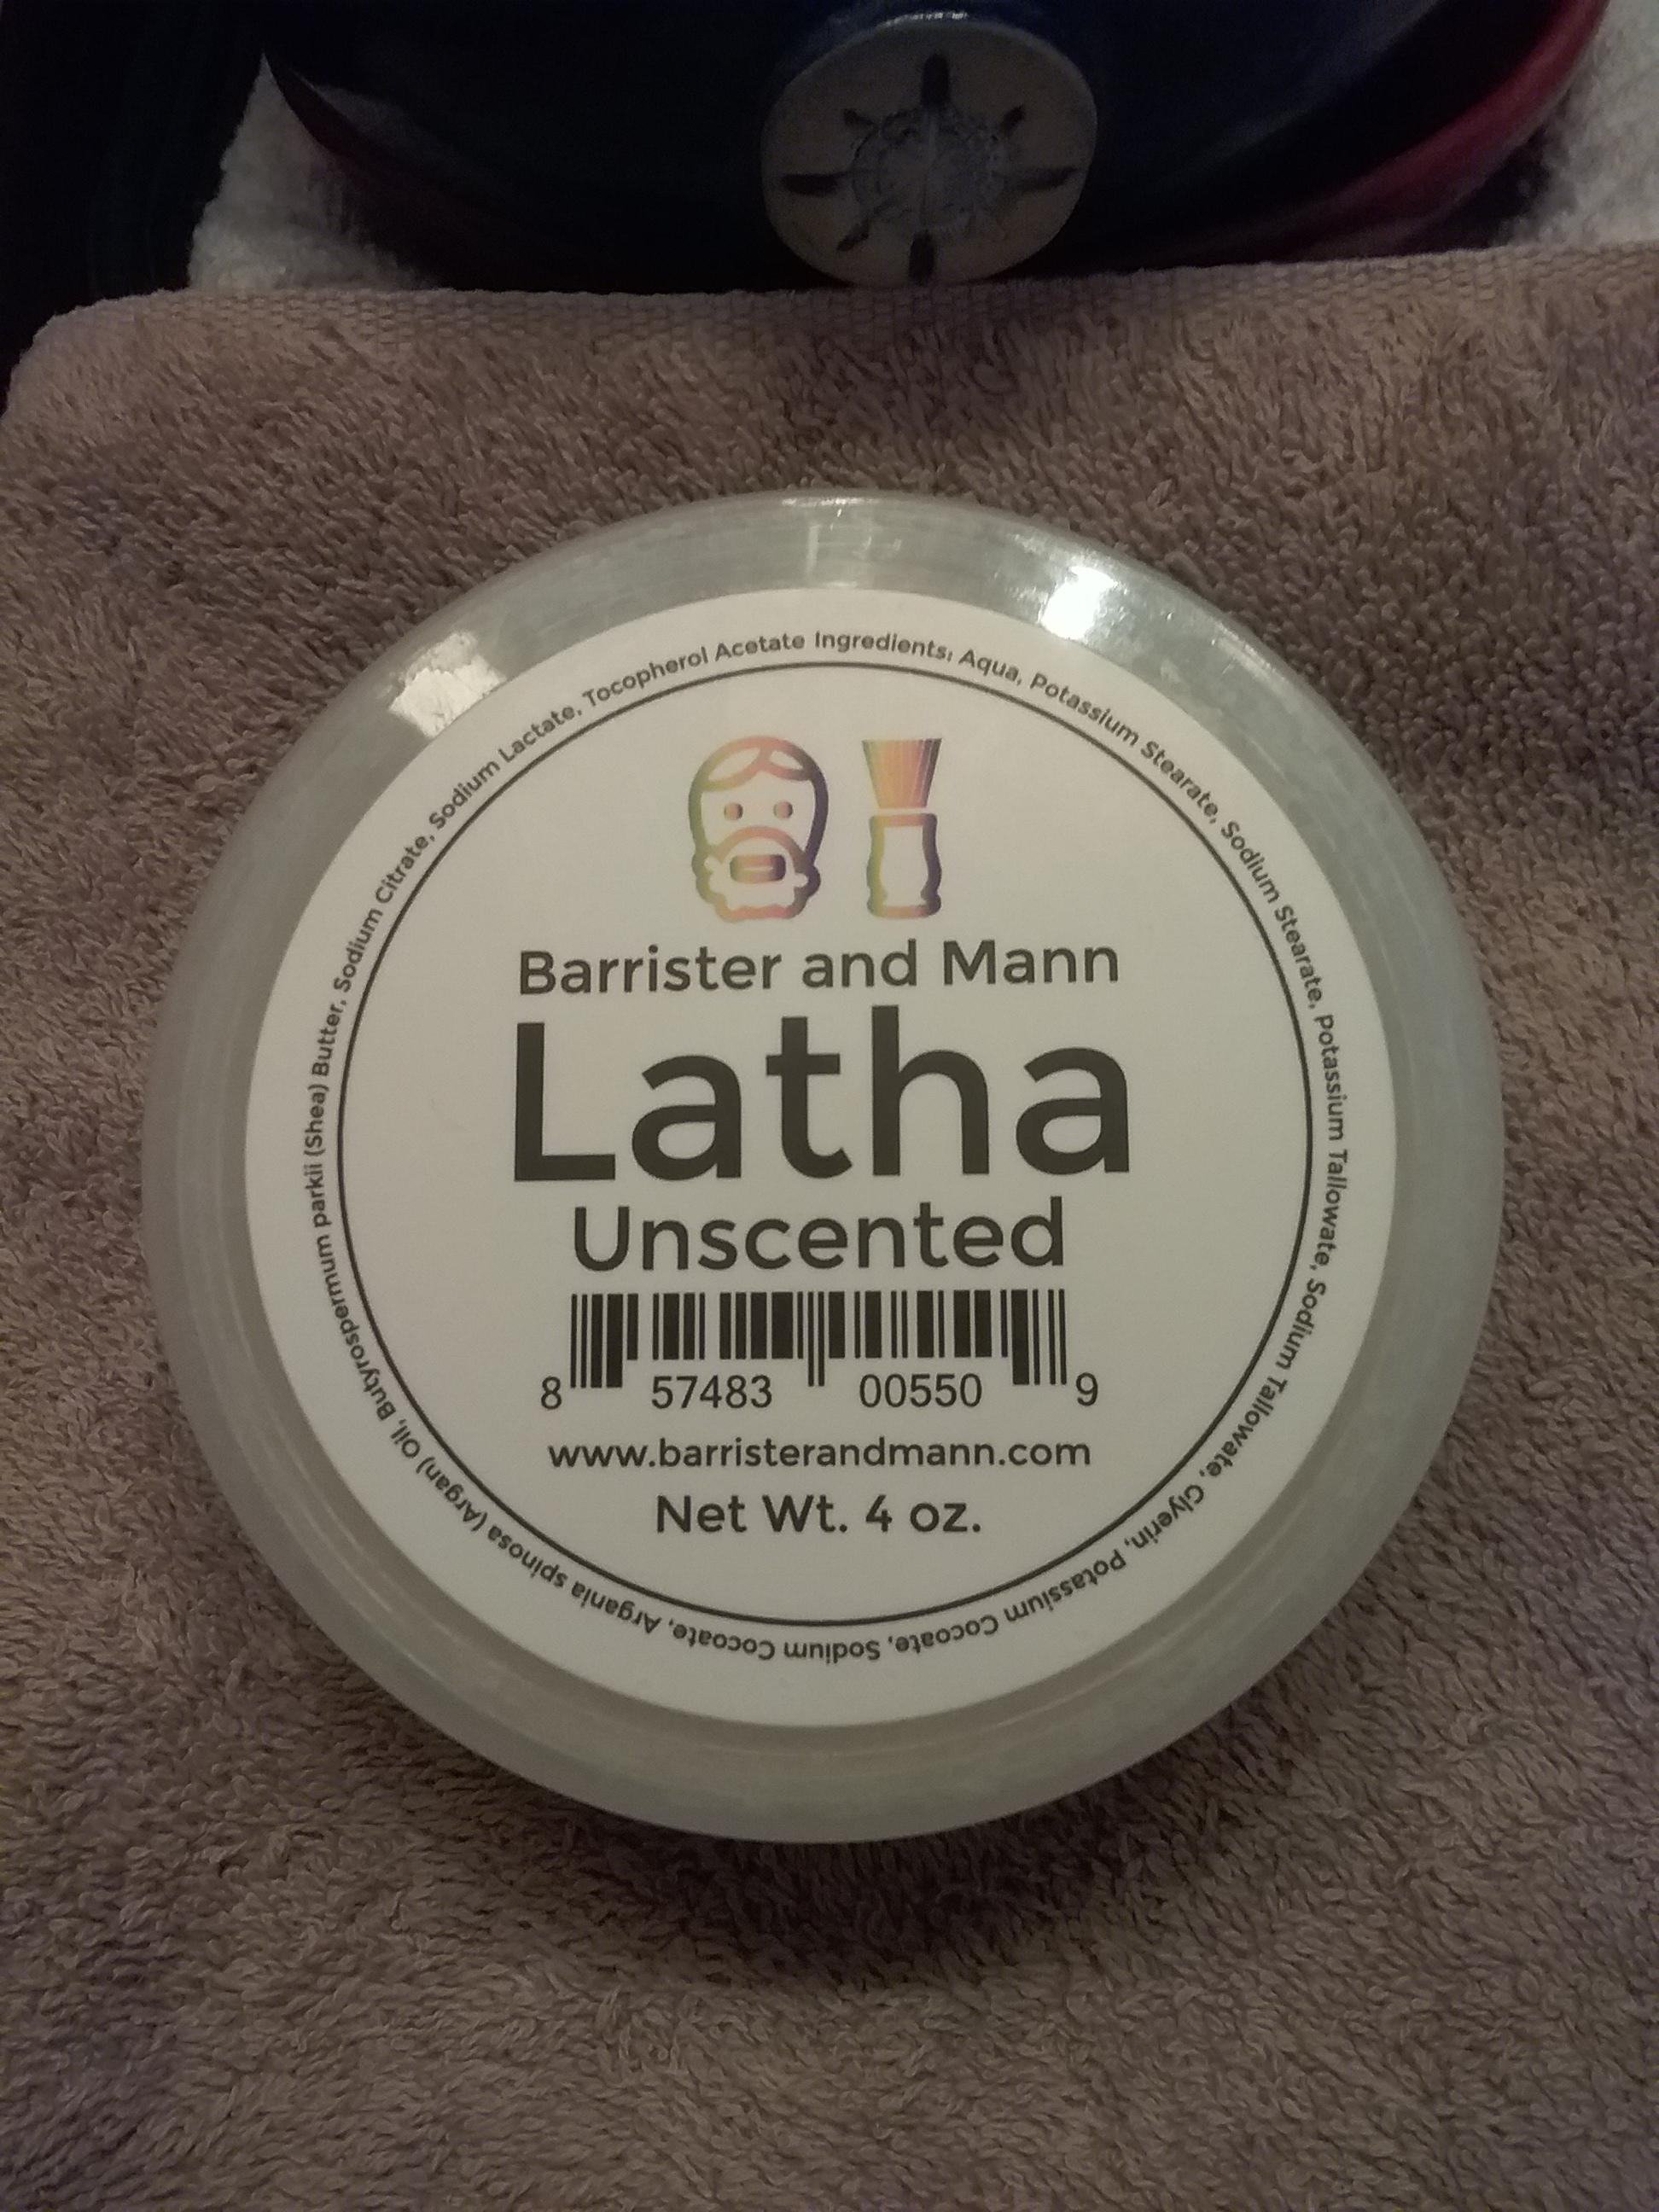 Ingredients: Aqua, Potassium Stearate, Sodium Stearate, Potassium Tallowate, Sodium Tallowate, Glyerin, Potassium Cocoate, Sodium Cocoate, Argania spinosa (Argan) Oil, Butyrospermum parkii (Shea) Butter, Sodium Citrate, Sodium Lactate, Tocopherol Acetate
Barrister and Mann
Latha
Unscented
8 57483 00550 9
www.barristerandmann.com
Net Wt. 4 oz.